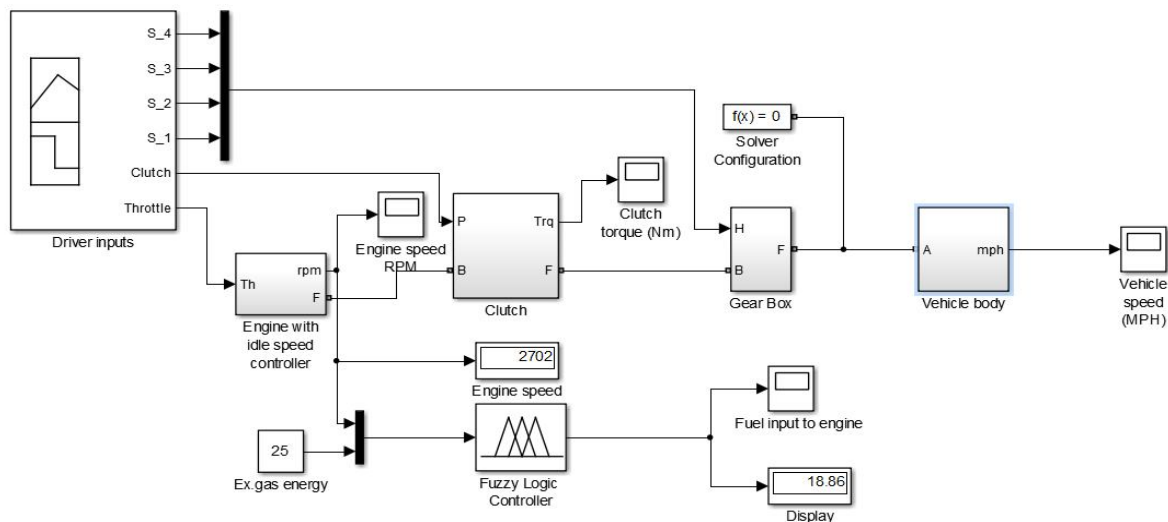 S_4
S_3
S_2
S_1
Clutch
Throttle
Driver inputs
f(x) = 0
Solver
Configuration
Engine speed
RPM
P
B
Trq
F
Clutch
Clutch
torque (Nm)
H
B
F
Gear Box
A
mph
Vehicle body
Vehicle
speed
(MPH)
Th
rpm
F
Engine with
idle speed
controller
2702
Engine speed
25
Ex.gas energy
Fuzzy Logic
Controller
Fuel input to engine
18.86
Display